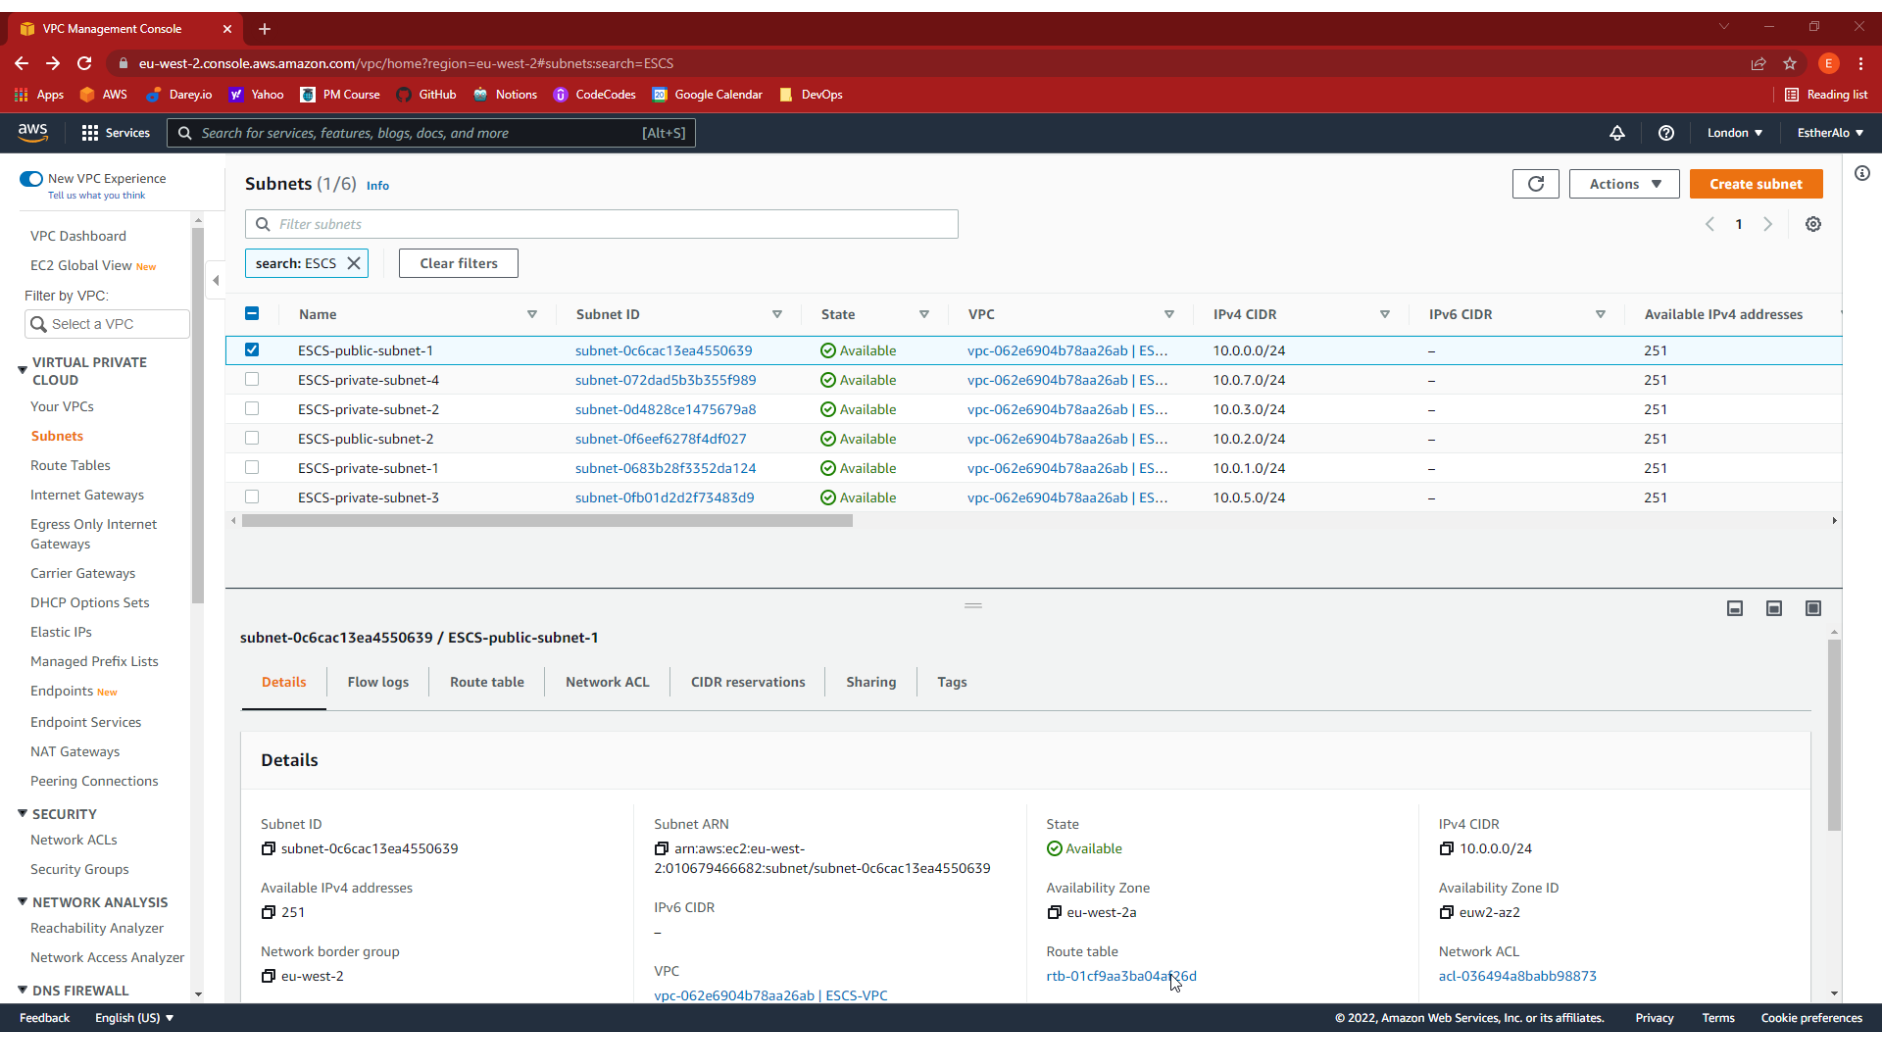 VPC Management Console
eu-west-2.console.aws.amazon.com/vpc/home?region=eu-west-2#subnets:search=ESCS
E
Apps AWS Darey.io Yahoo PM Course GitHub Notions CodeCodes Google Calendar DevOps Reading list
aws Services Search for services, features, blogs, docs, and more [Alt+S] London EstherAlo
New VPC Experience
Tell us what you think
VPC Dashboard
EC2 Global View New
Filter by VPC:
Select a VPC
VIRTUAL PRIVATE
CLOUD
Your VPCs
Subnets
Route Tables
Internet Gateways
Egress Only Internet
Gateways
Carrier Gateways
DHCP Options Sets
Elastic IPs
Managed Prefix Lists
Endpoints New
Endpoint Services
NAT Gateways
Peering Connections
SECURITY
Network ACLs
Security Groups
NETWORK ANALYSIS
Reachability Analyzer
Network Access Analyzer
DNS FIREWALL
Subnets (1/6) Info
Actions Create subnet
Filter subnets
1
search: ESCS Clear filters
Name Subnet ID State VPC IPv4 CIDR IPv6 CIDR Available IPv4 addresses
ESCS-public-subnet-1 subnet-0c6cac13ea4550639 Available vpc-062e6904b78aa26ab | ES... 10.0.0.0/24 – 251
ESCS-private-subnet-4 subnet-072dad5b3b355f989 Available vpc-062e6904b78aa26ab | ES... 10.0.7.0/24 – 251
ESCS-private-subnet-2 subnet-0d4828ce1475679a8 Available vpc-062e6904b78aa26ab | ES... 10.0.3.0/24 – 251
ESCS-public-subnet-2 subnet-0f6eef6278f4df027 Available vpc-062e6904b78aa26ab | ES... 10.0.2.0/24 – 251
ESCS-private-subnet-1 subnet-0683b28f3352da124 Available vpc-062e6904b78aa26ab | ES... 10.0.1.0/24 – 251
ESCS-private-subnet-3 subnet-0fb01d2d2f73483d9 Available vpc-062e6904b78aa26ab | ES... 10.0.5.0/24 – 251
subnet-0c6cac13ea4550639 / ESCS-public-subnet-1
Details Flow logs Route table Network ACL CIDR reservations Sharing Tags
Details
Subnet ID
subnet-0c6cac13ea4550639
Available IPv4 addresses
251
Network border group
eu-west-2
Subnet ARN
arn:aws:ec2:eu-west-
2:010679466682:subnet/subnet-0c6cac13ea4550639
IPv6 CIDR
–
VPC
vpc-062e6904b78aa26ab | ESCS-VPC
State
Available
Availability Zone
eu-west-2a
Route table
rtb-01cf9aa3ba04af26d
IPv4 CIDR
10.0.0.0/24
Availability Zone ID
euw2-az2
Network ACL
acl-036494a8babb98873
Feedback English (US) © 2022, Amazon Web Services, Inc. or its affiliates. Privacy Terms Cookie preferences